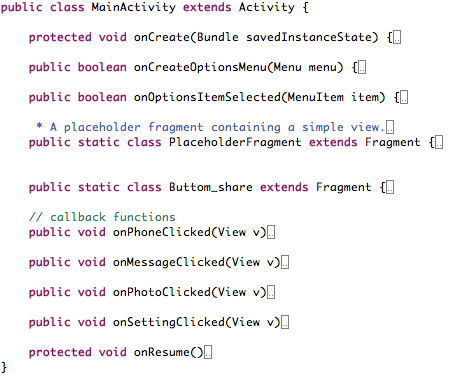 public class MainActivity extends Activity {
protected void onCreate(Bundle savedInstanceState) {
public boolean onCreateOptionsMenu(Menu menu) {
public boolean onOptionsItemSelected(MenuItem item) {
* A placeholder fragment containing a simple view.
public static class PlaceholderFragment extends Fragment {
public static class Buttom_share extends Fragment {
// callback functions
public void onPhoneClicked(View v)
public void onMessageClicked(View v)
public void onPhotoClicked(View v)
public void onSettingClicked(View v)
protected void onResume()
}